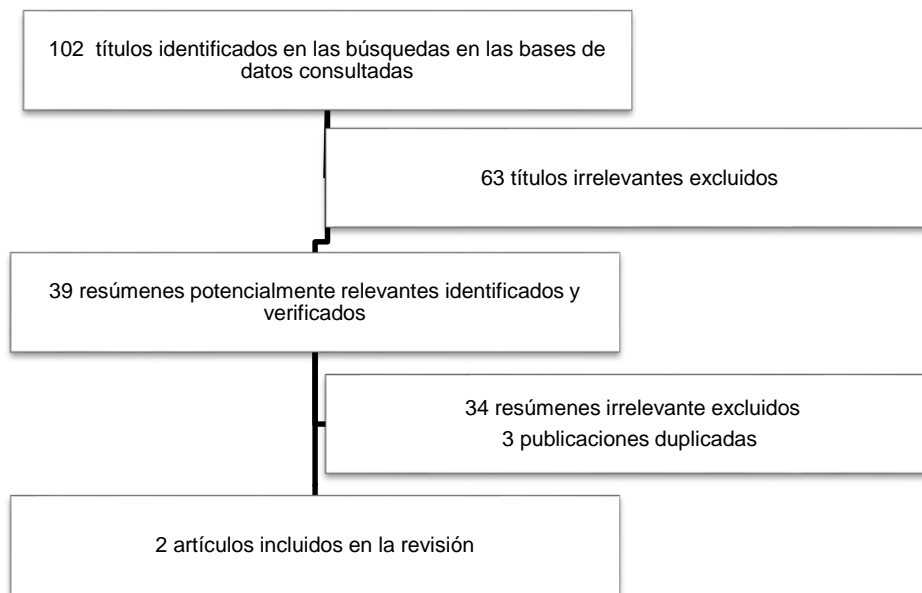 102  títulos identificados en las búsquedas en las bases de
datos consultadas
63 títulos irrelevantes excluidos
39 resúmenes potencialmente relevantes identificados y
verificados
34 resúmenes irrelevante excluidos
3 publicaciones duplicadas
2 artículos incluidos en la revisión